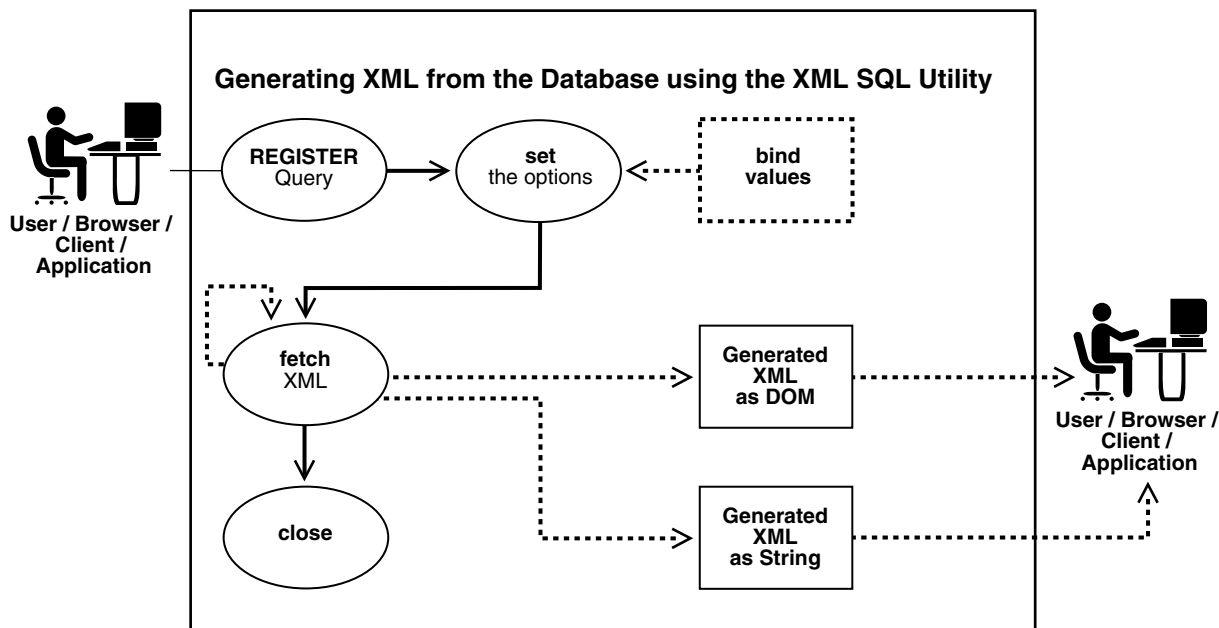 Generating XML from the Database using the XML SQL Utility
User / Browser /
Client /
Application
REGISTER
Query
set
the options
bind
values
fetch
XML
Generated
XML
as DOM
User / Browser /
Client /
Application
close
Generated
XML
as String